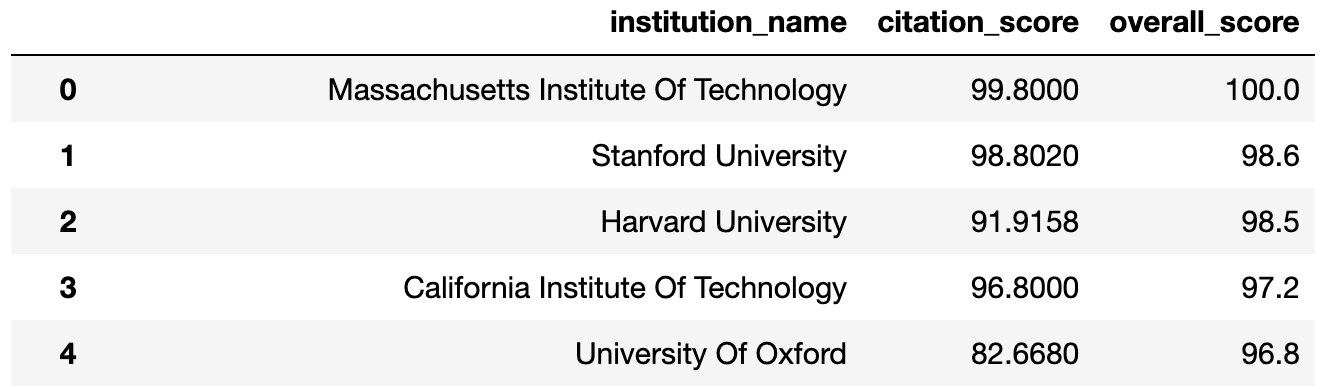 institution_name citation_score overall_score
0 Massachusetts Institute Of Technology 99.8000 100.0
1 Stanford University 98.8020 98.6
2 Harvard University 91.9158 98.5
3 California Institute Of Technology 96.8000 97.2
4 University Of Oxford 82.6680 96.8